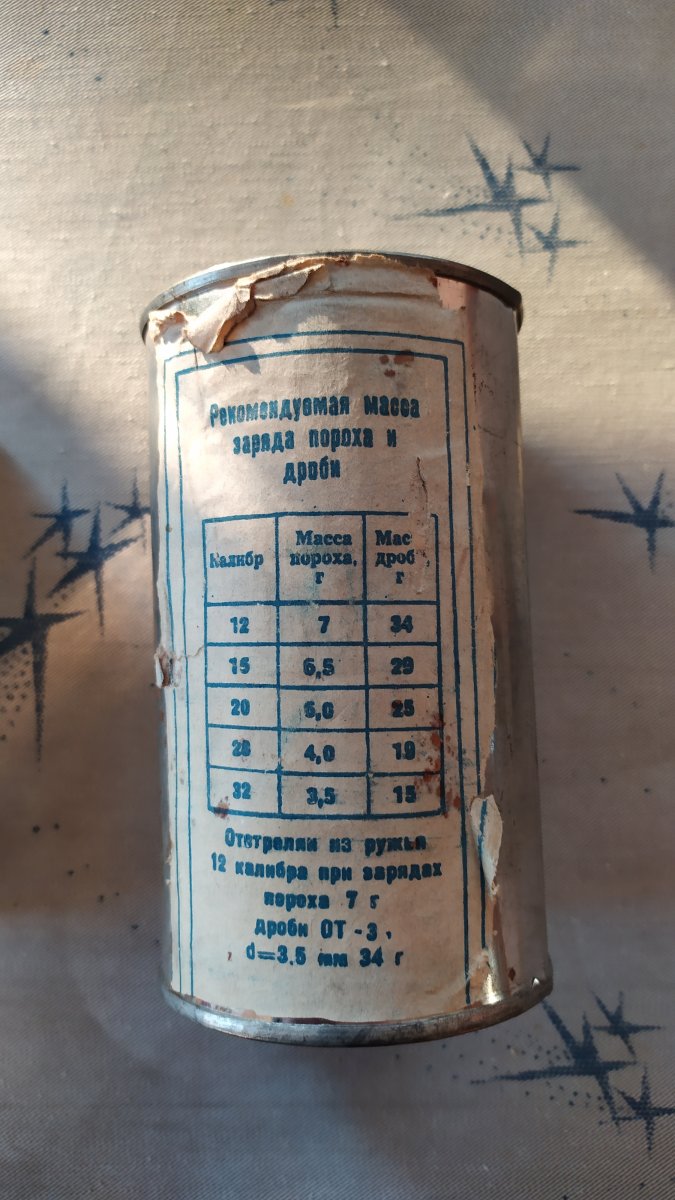 Рекомендуемая масса
заряда пороха и
дроби
Калибр Масса пороха, г Мас дроб г
12 7 34
16 6,5 29
20 5,0 25
28 4,0 19
32 3,5 15
Отстрелян из ружья
12 калибра при зарядах
пороха 7 г
дроби ОТ-3,
d=3.5 mm 34 г